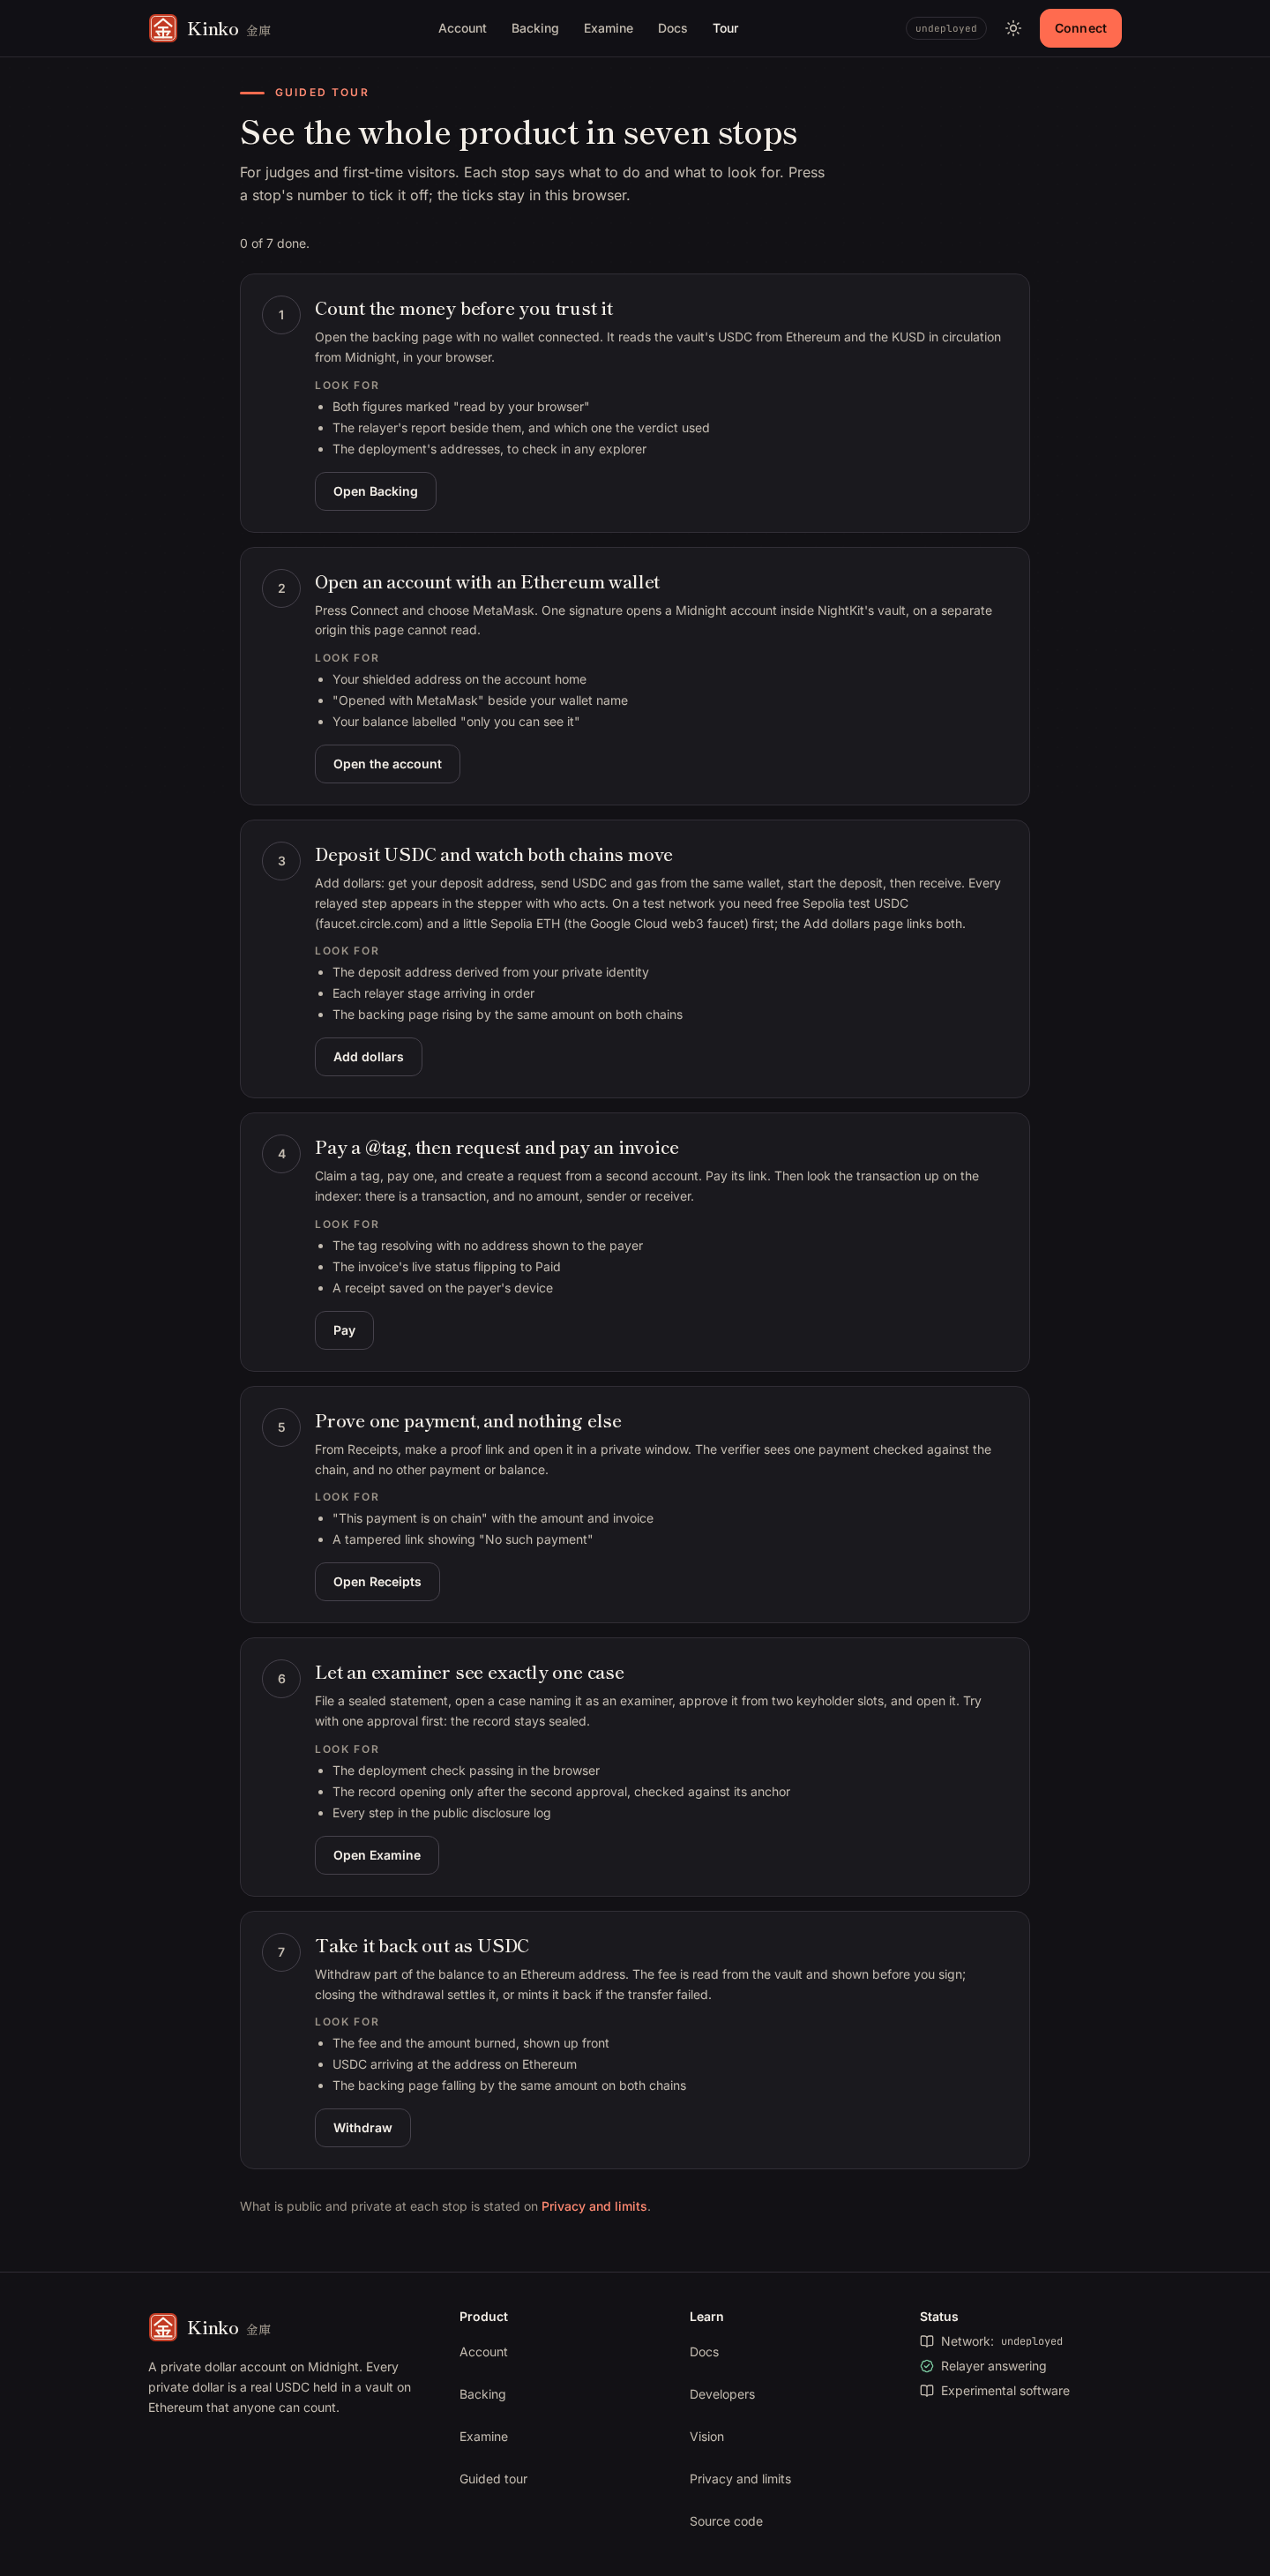 金 Kinko 金庫
Account Backing Examine Docs Tour
undeployed
Connect
GUIDED TOUR
See the whole product in seven stops
For judges and first-time visitors. Each stop says what to do and what to look for. Press
a stop's number to tick it off; the ticks stay in this browser.
0 of 7 done.
1
Count the money before you trust it
Open the backing page with no wallet connected. It reads the vault's USDC from Ethereum and the KUSD in circulation
from Midnight, in your browser.
LOOK FOR
• Both figures marked "read by your browser"
• The relayer's report beside them, and which one the verdict used
• The deployment's addresses, to check in any explorer
Open Backing
2
Open an account with an Ethereum wallet
Press Connect and choose MetaMask. One signature opens a Midnight account inside NightKit's vault, on a separate
origin this page cannot read.
LOOK FOR
• Your shielded address on the account home
• "Opened with MetaMask" beside your wallet name
• Your balance labelled "only you can see it"
Open the account
3
Deposit USDC and watch both chains move
Add dollars: get your deposit address, send USDC and gas from the same wallet, start the deposit, then receive. Every
relayed step appears in the stepper with who acts. On a test network you need free Sepolia test USDC
(faucet.circle.com) and a little Sepolia ETH (the Google Cloud web3 faucet) first; the Add dollars page links both.
LOOK FOR
• The deposit address derived from your private identity
• Each relayer stage arriving in order
• The backing page rising by the same amount on both chains
Add dollars
4
Pay a @tag, then request and pay an invoice
Claim a tag, pay one, and create a request from a second account. Pay its link. Then look the transaction up on the
indexer: there is a transaction, and no amount, sender or receiver.
LOOK FOR
• The tag resolving with no address shown to the payer
• The invoice's live status flipping to Paid
• A receipt saved on the payer's device
Pay
5
Prove one payment, and nothing else
From Receipts, make a proof link and open it in a private window. The verifier sees one payment checked against the
chain, and no other payment or balance.
LOOK FOR
• "This payment is on chain" with the amount and invoice
• A tampered link showing "No such payment"
Open Receipts
6
Let an examiner see exactly one case
File a sealed statement, open a case naming it as an examiner, approve it from two keyholder slots, and open it. Try
with one approval first: the record stays sealed.
LOOK FOR
• The deployment check passing in the browser
• The record opening only after the second approval, checked against its anchor
• Every step in the public disclosure log
Open Examine
7
Take it back out as USDC
Withdraw part of the balance to an Ethereum address. The fee is read from the vault and shown before you sign;
closing the withdrawal settles it, or mints it back if the transfer failed.
LOOK FOR
• The fee and the amount burned, shown up front
• USDC arriving at the address on Ethereum
• The backing page falling by the same amount on both chains
Withdraw
What is public and private at each stop is stated on Privacy and limits.
金 Kinko 金庫
A private dollar account on Midnight. Every
private dollar is a real USDC held in a vault on
Ethereum that anyone can count.
Product
Account
Backing
Examine
Guided tour
Learn
Docs
Developers
Vision
Privacy and limits
Source code
Status
Network: undeployed
Relayer answering
Experimental software